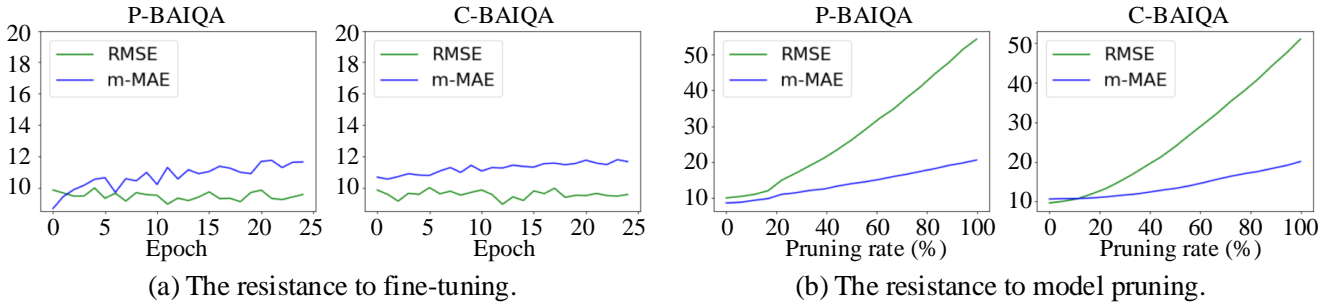 P-BAIQA
20
18
16
14
12
10
RMSE
m-MAE
0 5 10 15 20 25
Epoch
C-BAIQA
20
18
16
14
12
10
RMSE
m-MAE
0 5 10 15 20 25
Epoch
(a) The resistance to fine-tuning.
P-BAIQA
50
40
30
20
10
RMSE
m-MAE
0 20 40 60 80 100
Pruning rate (%)
C-BAIQA
50
40
30
20
10
RMSE
m-MAE
0 20 40 60 80 100
Pruning rate (%)
(b) The resistance to model pruning.